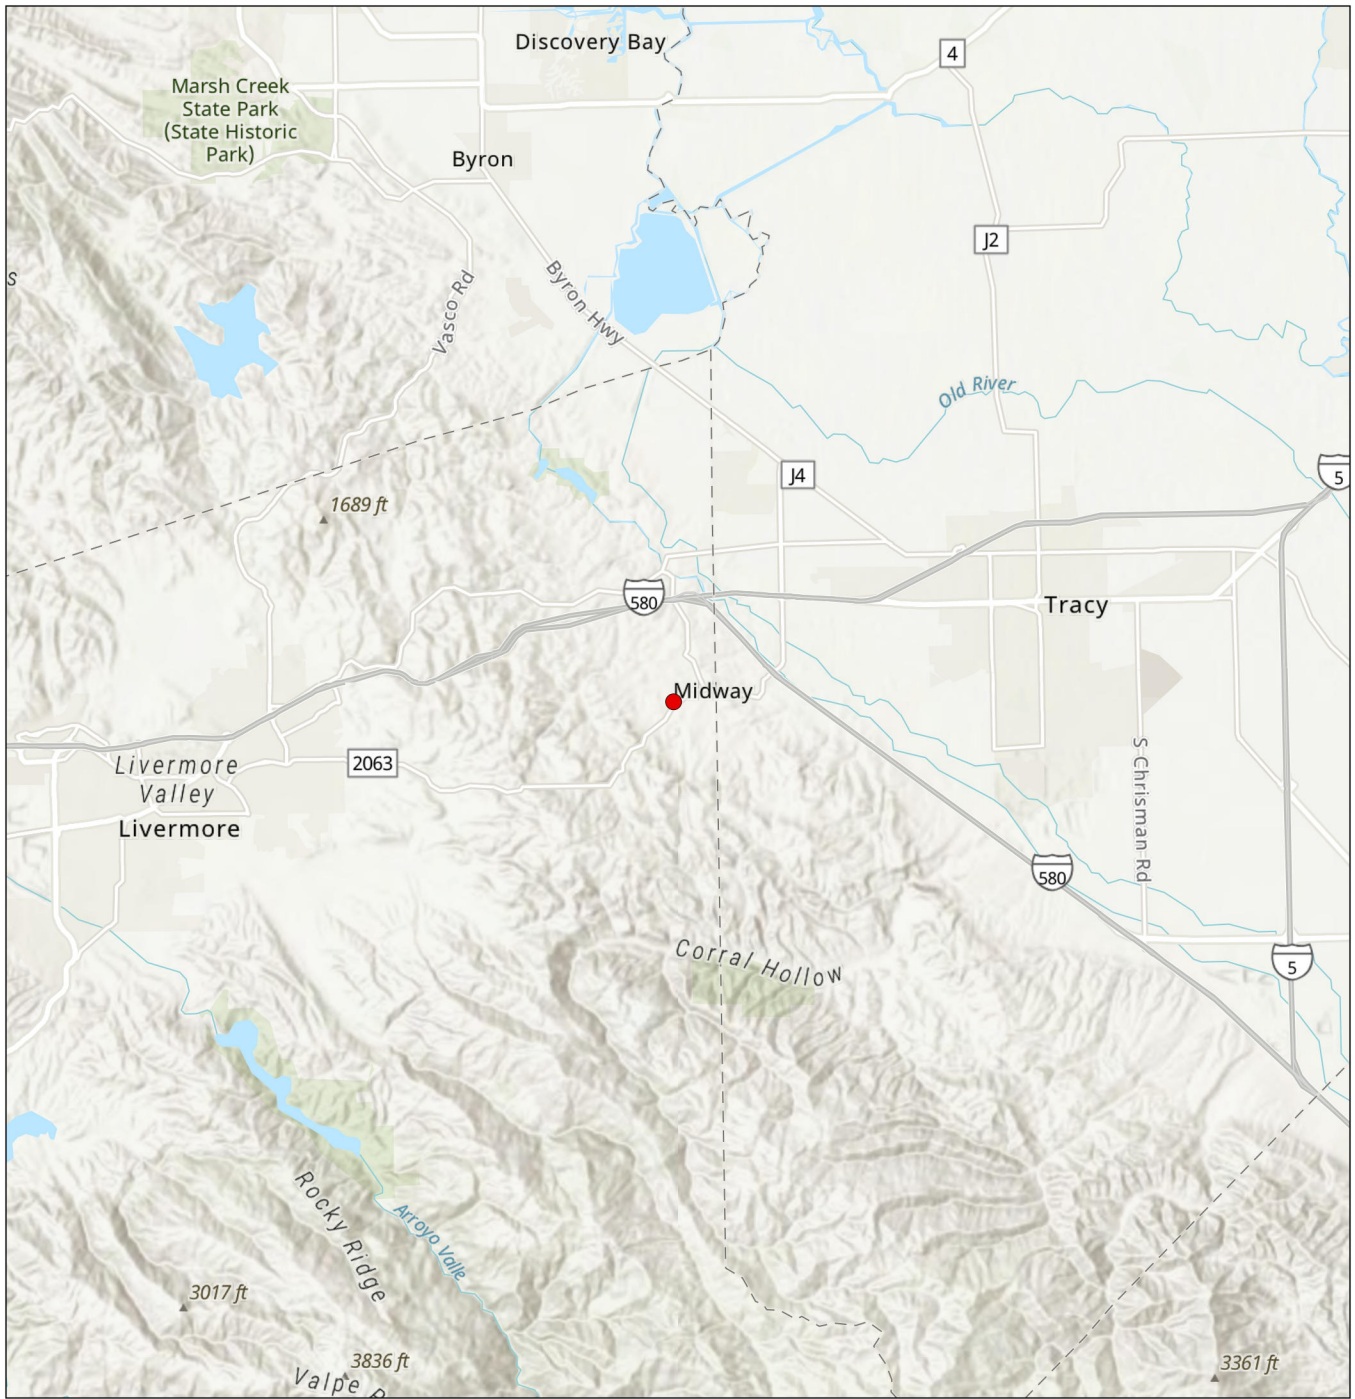 Discovery Bay
4
Marsh Creek
State Park
(State Historic
Park)
Byron
J2
s
Vasco Rd
Byron Hwy
Old River
J4
5
1689 ft
580
Tracy
Midway
S Chrisman Rd
2063
Livermore
Valley
Livermore
580
Corral Hollow
5
Rocky Ridge
Arroyo Valle
3017 ft
3836 ft
3361 ft
Valpe